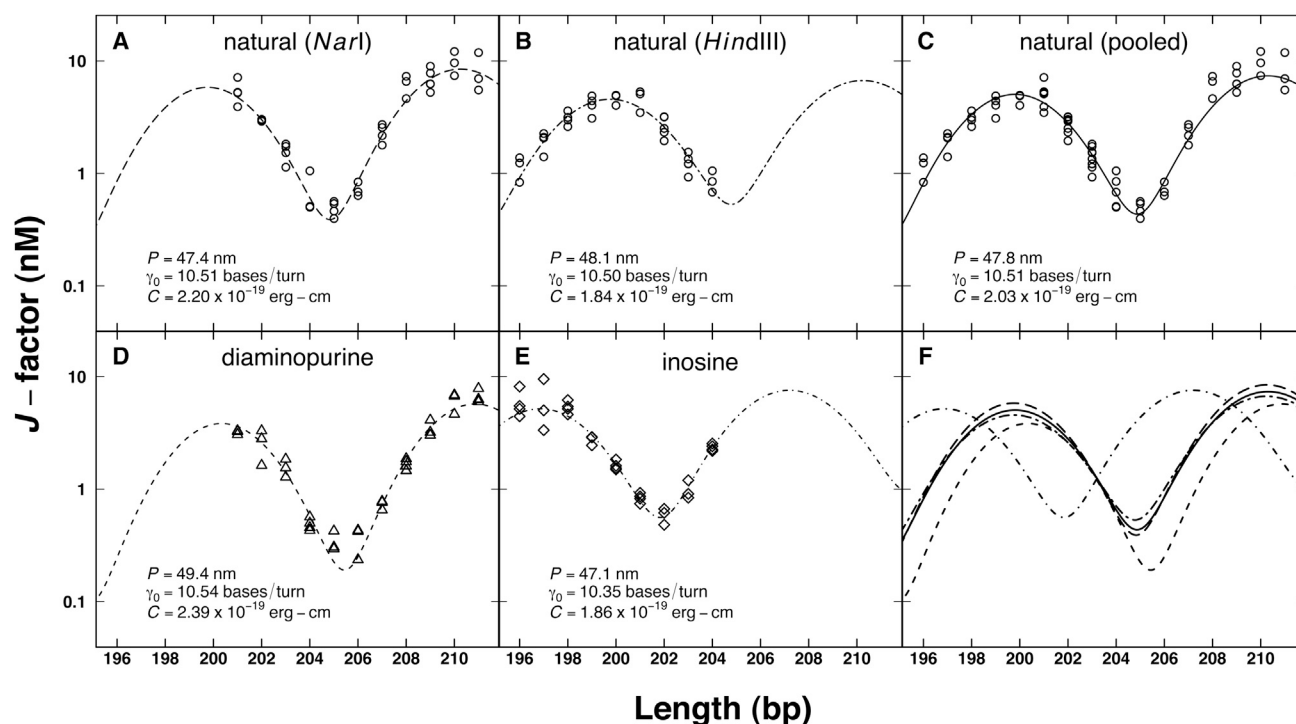 A natural (NarI)
B natural (HindIII)
C natural (pooled)
10
1
0.1
P = 47.4 nm
γ₀ = 10.51 bases/turn
C = 2.20 x 10⁻¹⁹ erg – cm
P = 48.1 nm
γ₀ = 10.50 bases/turn
C = 1.84 x 10⁻¹⁹ erg – cm
P = 47.8 nm
γ₀ = 10.51 bases/turn
C = 2.03 x 10⁻¹⁹ erg – cm
J – factor (nM)
D diaminopurine
E inosine
F
10
1
0.1
P = 49.4 nm
γ₀ = 10.54 bases/turn
C = 2.39 x 10⁻¹⁹ erg – cm
P = 47.1 nm
γ₀ = 10.35 bases/turn
C = 1.86 x 10⁻¹⁹ erg – cm
196 198 200 202 204 206 208 210
196 198 200 202 204 206 208 210
196 198 200 202 204 206 208 210
Length (bp)